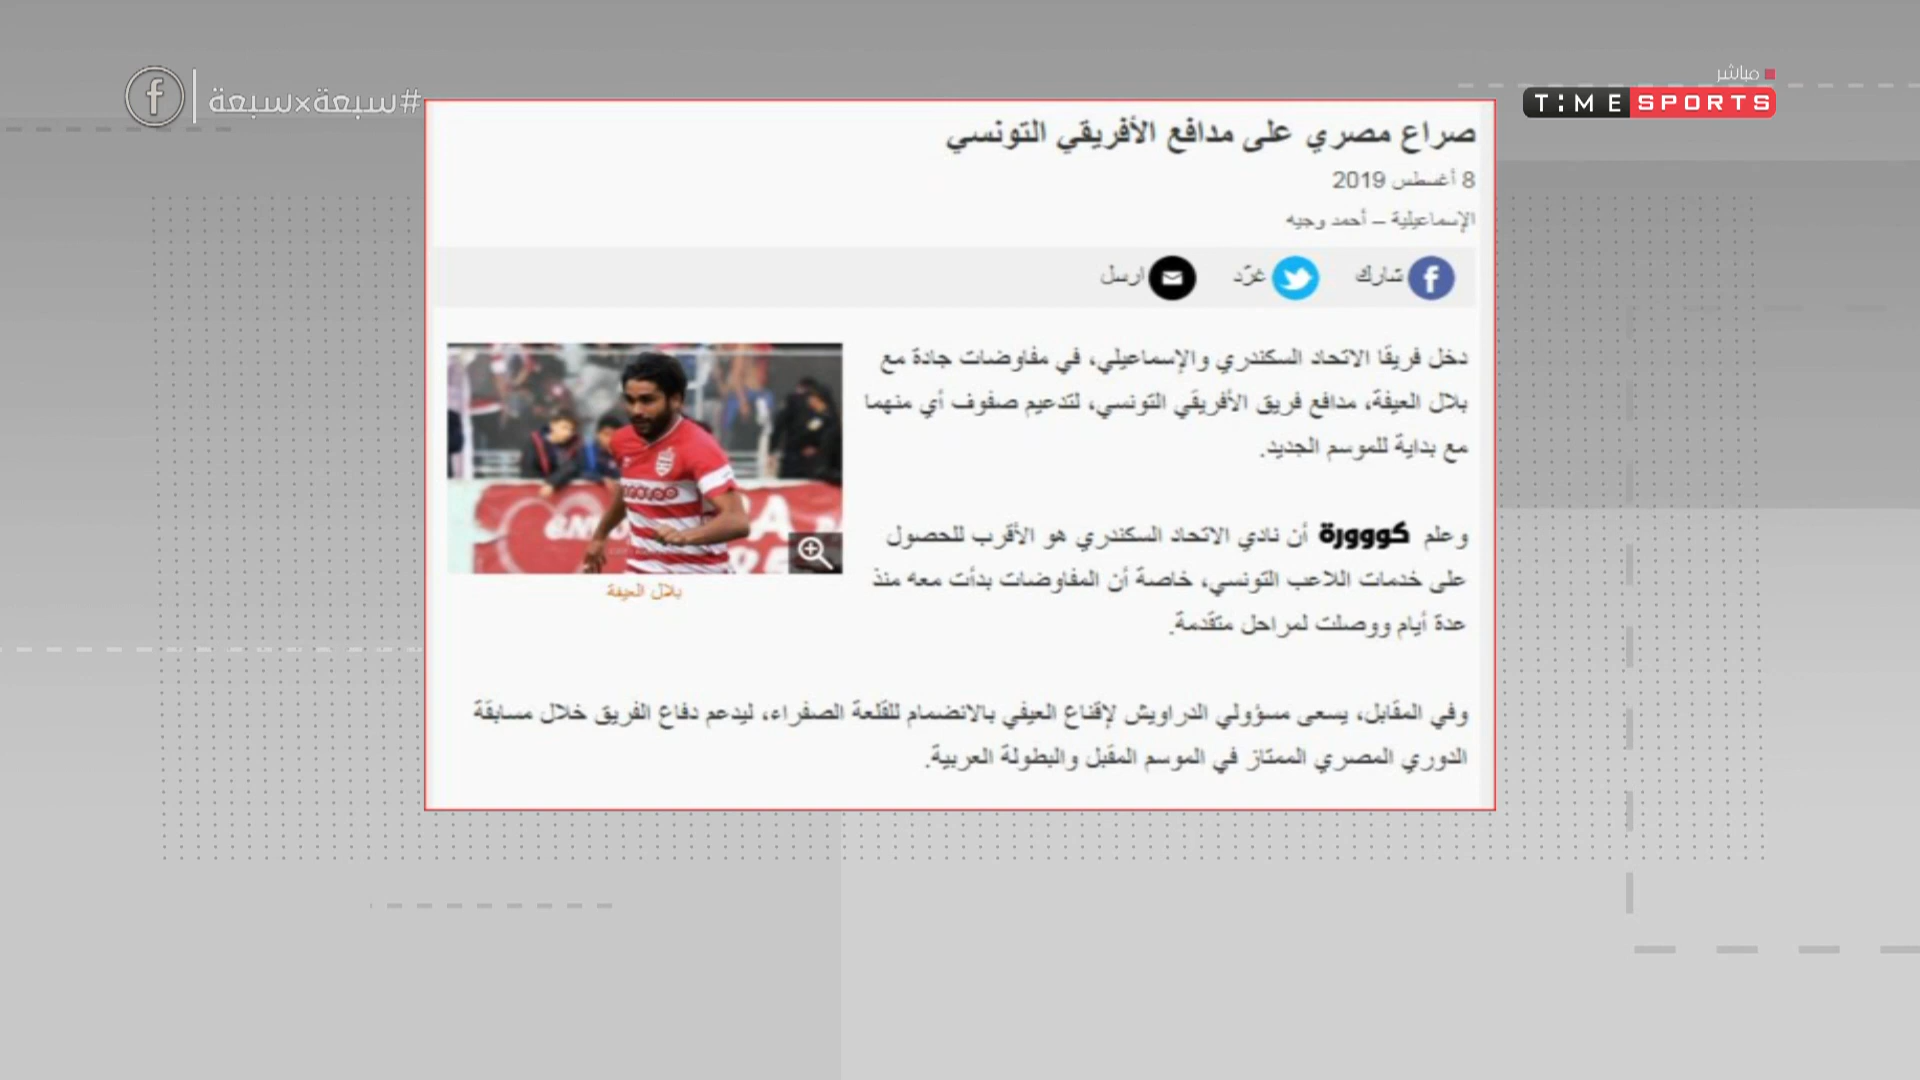 #سبعة×سبعة
مباشر
TIME SPORTS
صراع مصري على مدافع الأفريقي التونسي
8 أغسطس 2019
الإسماعيلية – أحمد وجيه
شارك
غرّد
ارسل
دخل فريقا الاتحاد السكندري والإسماعيلي، في مفاوضات جادة مع
بلال العيفة، مدافع فريق الأفريقي التونسي، لتدعيم صفوف أي منهما
مع بداية للموسم الجديد.
وعلم كووورة أن نادي الاتحاد السكندري هو الأقرب للحصول
على خدمات اللاعب التونسي، خاصة أن المفاوضات بدأت معه منذ
عدة أيام ووصلت لمراحل متقدمة.
ooredoo
بلال العيفة
وفي المقابل، يسعى مسؤولي الدراويش لإقناع العيفي بالانضمام للقلعة الصفراء، ليدعم دفاع الفريق خلال مسابقة
الدوري المصري الممتاز في الموسم المقبل والبطولة العربية.